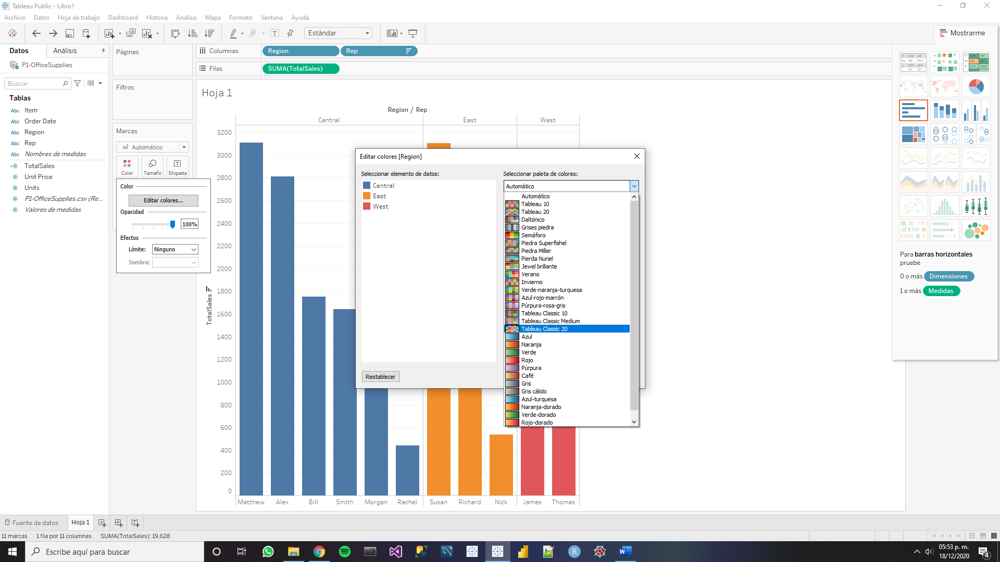 Tableau Public - Libro1
Archivo Datos Hoja de trabajo Dashboard Historia Análisis Mapa Formato Ventana Ayuda
Estándar
Mostrarme
Datos
Análisis
P1-OfficeSupplies
Buscar
Tablas
Abc Item
Abc Order Date
Abc Region
Abc Rep
Abc Nombres de medidas
TotalSales
Unit Price
Units
P1-OfficeSupplies.csv (Re...
Valores de medidas
Páginas
Filtros
Marcas
Automático
Color Tamaño Etiqueta
Color
Editar colores...
Opacidad
100%
Efectos
Límite: Ninguno
Sombra:
Columnas Region Rep
Filas SUMA(TotalSales)
Hoja 1
Region / Rep
Central East West
TotalSales
3200
3000
2800
2600
2400
2200
2000
1800
1600
1400
1200
1000
800
600
400
200
0
Matthew Alex Bill Smith Morgan Rachel Susan Richard Nick James Thomas
Editar colores [Region]
Seleccionar elemento de datos:
Central
East
West
Restablecer
Seleccionar paleta de colores:
Automático
Automático
Tableau 10
Tableau 20
Daltónico
Grises piedra
Semáforo
Piedra Superfishel
Piedra Miller
Pierda Nuriel
Jewel brillante
Verano
Invierno
Verde-naranja-turquesa
Azul-rojo-marrón
Púrpura-rosa-gris
Tableau Classic 10
Tableau Classic Medium
Tableau Classic 20
Azul
Naranja
Verde
Rojo
Púrpura
Café
Gris
Gris cálido
Azul-turquesa
Naranja-dorado
Verde-dorado
Rojo-dorado
Para barras horizontales
pruebe
0 o más Dimensiones
1 o más Medidas
Fuente de datos
Hoja 1
11 marcas 1 fila por 11 columnas SUMA(TotalSales): 19,628
Escribe aquí para buscar
05:53 p. m.
18/12/2020
4